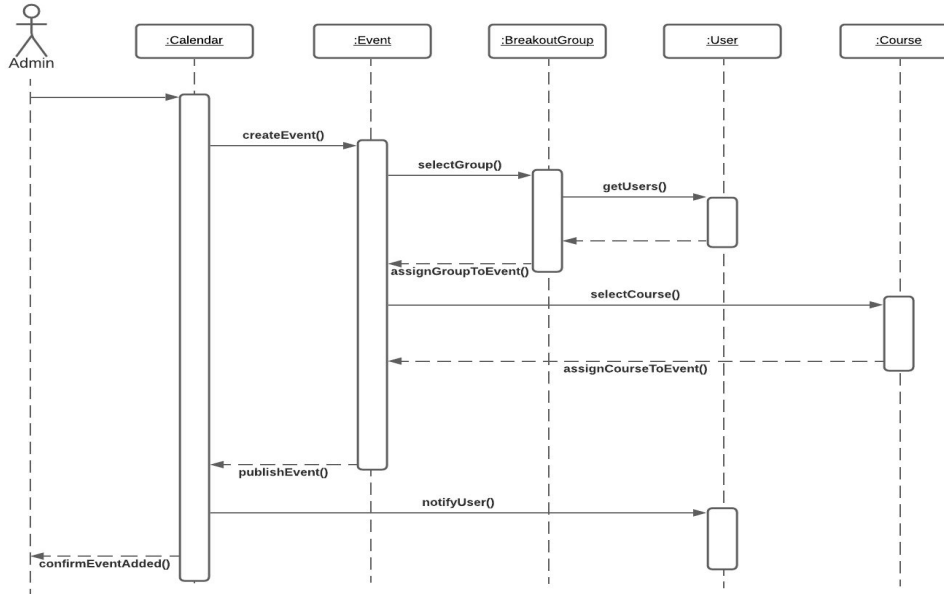 Admin
:Calendar
:Event
:BreakoutGroup
:User
:Course
createEvent()
selectGroup()
getUsers()
assignGroupToEvent()
selectCourse()
assignCourseToEvent()
publishEvent()
notifyUser()
confirmEventAdded()